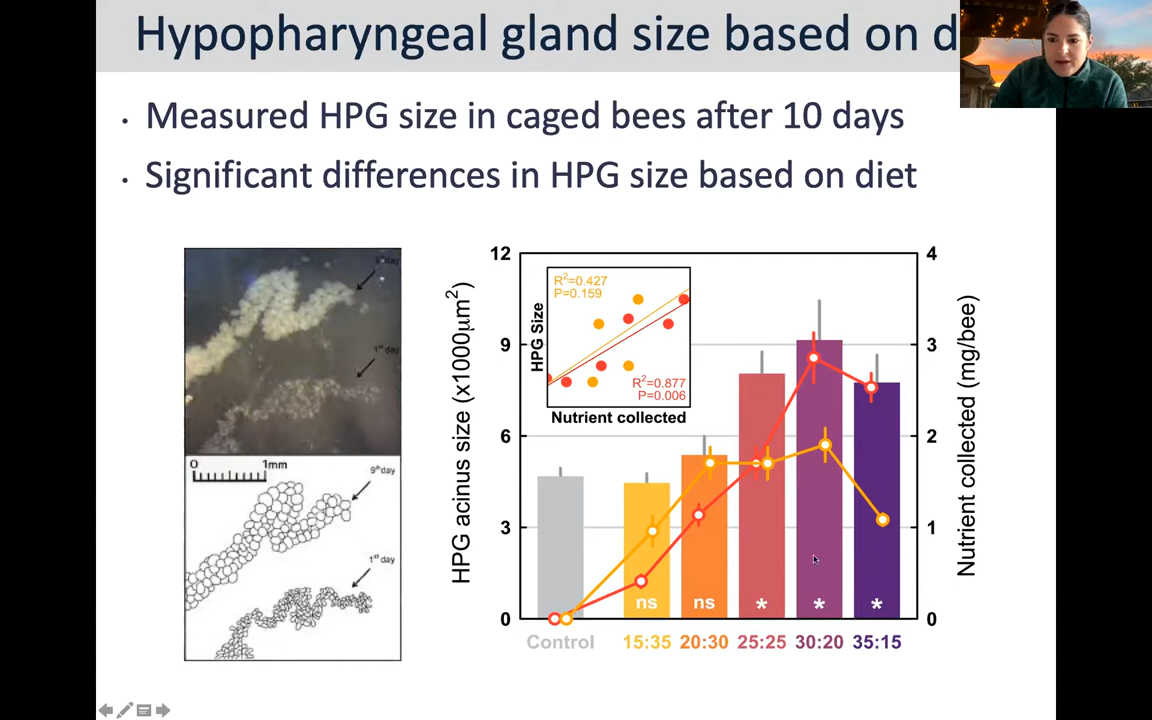 Hypopharyngeal gland size based on d
• Measured HPG size in caged bees after 10 days
• Significant differences in HPG size based on diet
day
1st day
0 1mm
9th day
1st day
12
9
6
3
0
HPG acinus size (x1000μm²)
R²=0.427
P=0.159
HPG Size
R²=0.877
P=0.006
Nutrient collected
ns
ns
*
*
*
Control 15:35 20:30 25:25 30:20 35:15
4
3
2
1
0
Nutrient collected (mg/bee)